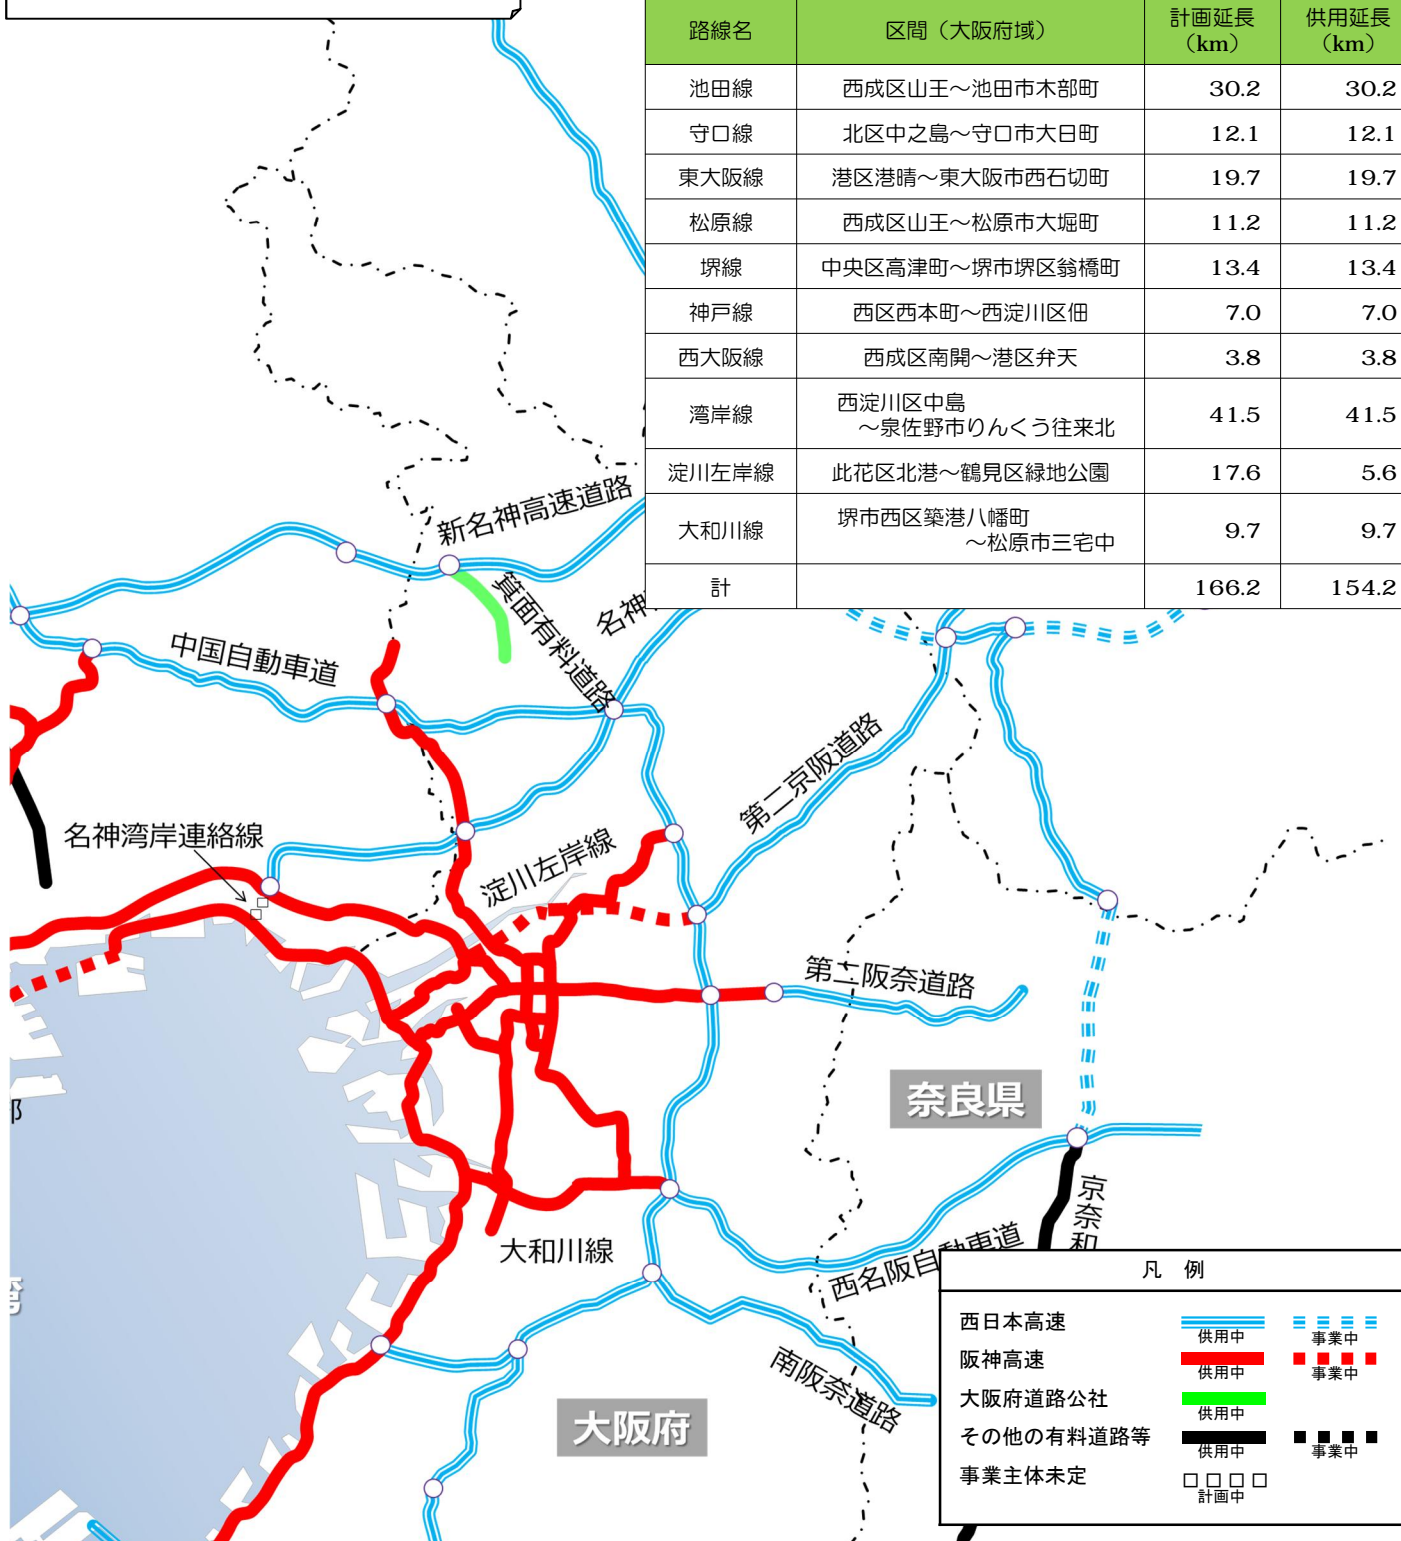 路線名 区間（大阪府域） 計画延長（km） 供用延長（km）
池田線 西成区山王～池田市木部町 30.2 30.2
守口線 北区中之島～守口市大日町 12.1 12.1
東大阪線 港区港晴～東大阪市西石切町 19.7 19.7
松原線 西成区山王～松原市大堀町 11.2 11.2
堺線 中央区高津町～堺市堺区翁橋町 13.4 13.4
神戸線 西区西本町～西淀川区佃 7.0 7.0
西大阪線 西成区南開～港区弁天 3.8 3.8
湾岸線 西淀川区中島～泉佐野市りんくう往来北 41.5 41.5
淀川左岸線 此花区北港～鶴見区緑地公園 17.6 5.6
大和川線 堺市西区築港八幡町～松原市三宅中 9.7 9.7
計 166.2 154.2
新名神高速道路
箕面有料道路
名神
中国自動車道
第二京阪道路
名神湾岸連絡線
淀川左岸線
第二阪奈道路
奈良県
京奈和
大和川線
西名阪自動車道
南阪奈道路
大阪府
湾
凡 例
西日本高速 供用中 事業中
阪神高速 供用中 事業中
大阪府道路公社 供用中
その他の有料道路等 供用中 事業中
事業主体未定 計画中